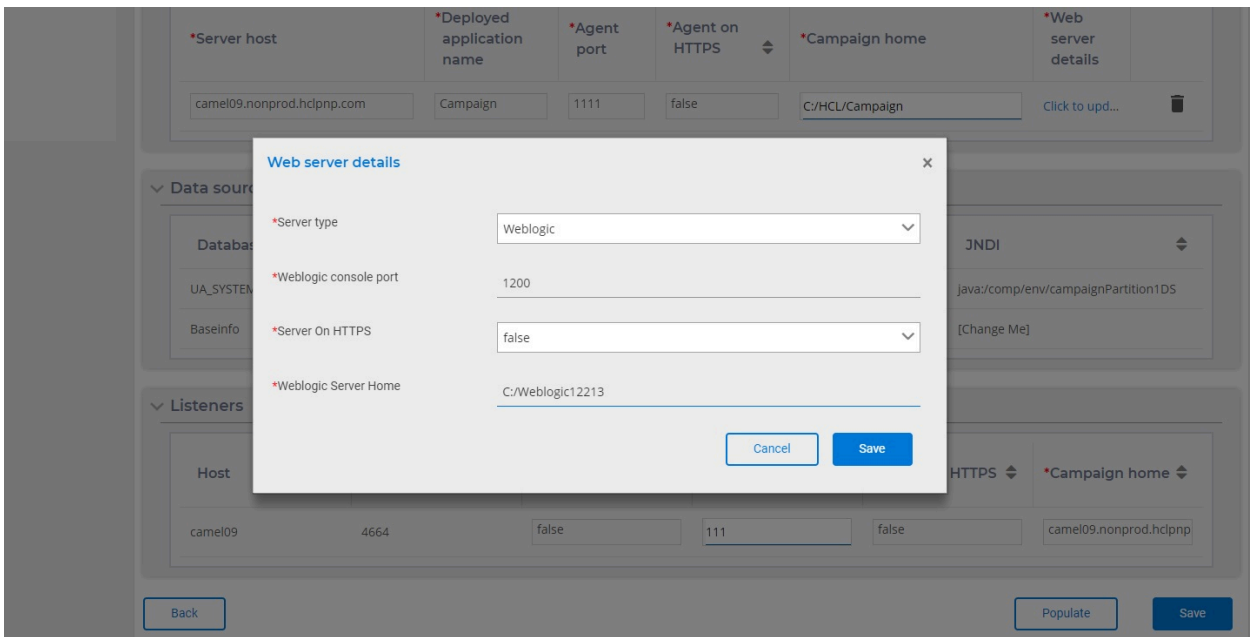 *Server host
*Deployed application name
*Agent port
*Agent on HTTPS
*Campaign home
*Web server details
camel09.nonprod.hclpnp.com
Campaign
1111
false
C:/HCL/Campaign
Click to upd...
Web server details
×
Data sour
*Server type
Weblogic
Databas
JNDI
*Weblogic console port
1200
UA_SYSTEM
java:/comp/env/campaignPartition1DS
Baseinfo
*Server On HTTPS
false
[Change Me]
*Weblogic Server Home
C:/Weblogic12213
Listeners
Cancel
Save
Host
HTTPS
*Campaign home
camel09
4664
false
111
false
camel09.nonprod.hclpnp
Back
Populate
Save